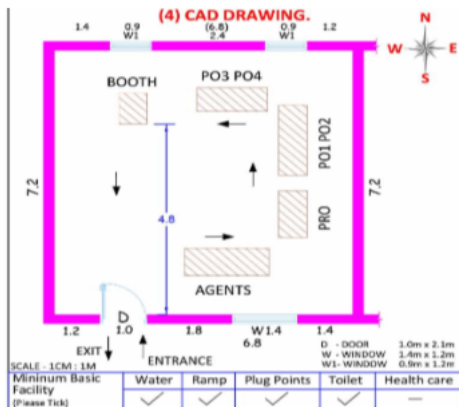 (4) CAD DRAWING.
1.4 0.9 (6.8) 0.9 1.2
W1 2.4 W1
N
W E
S
BOOTH PO3 PO4
PO1 PO2
7.2 7.2
4.8
PRO
AGENTS
D
1.2 1.0 1.8 W 1.4 1.4
6.8
EXIT ENTRANCE
D - DOOR 1.0m x 2.1m
W - WINDOW 1.4m x 1.2m
W1- WINDOW 0.9m x 1.2m
SCALE - 1CM : 1M
Mininum Basic Facility (Please Tick) Water Ramp Plug Points Toilet Health care
✓ ✓ ✓ ✓ —